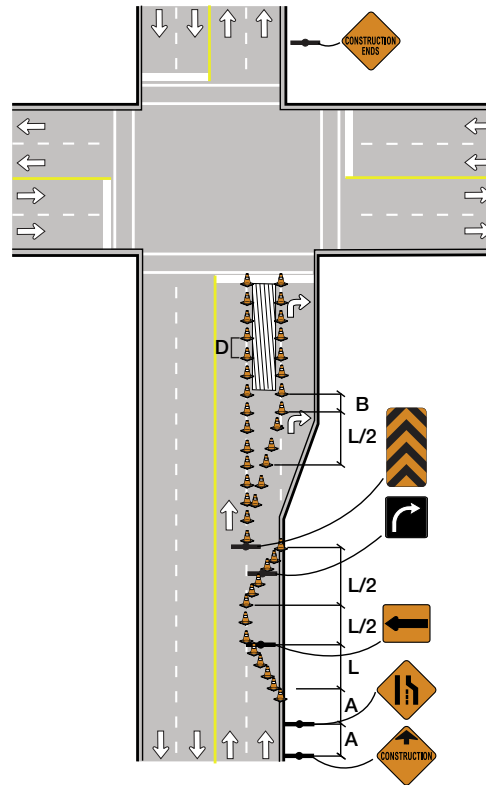 CONSTRUCTION
ENDS
D
B
L/2
L/2
L/2
L
A
A
CONSTRUCTION